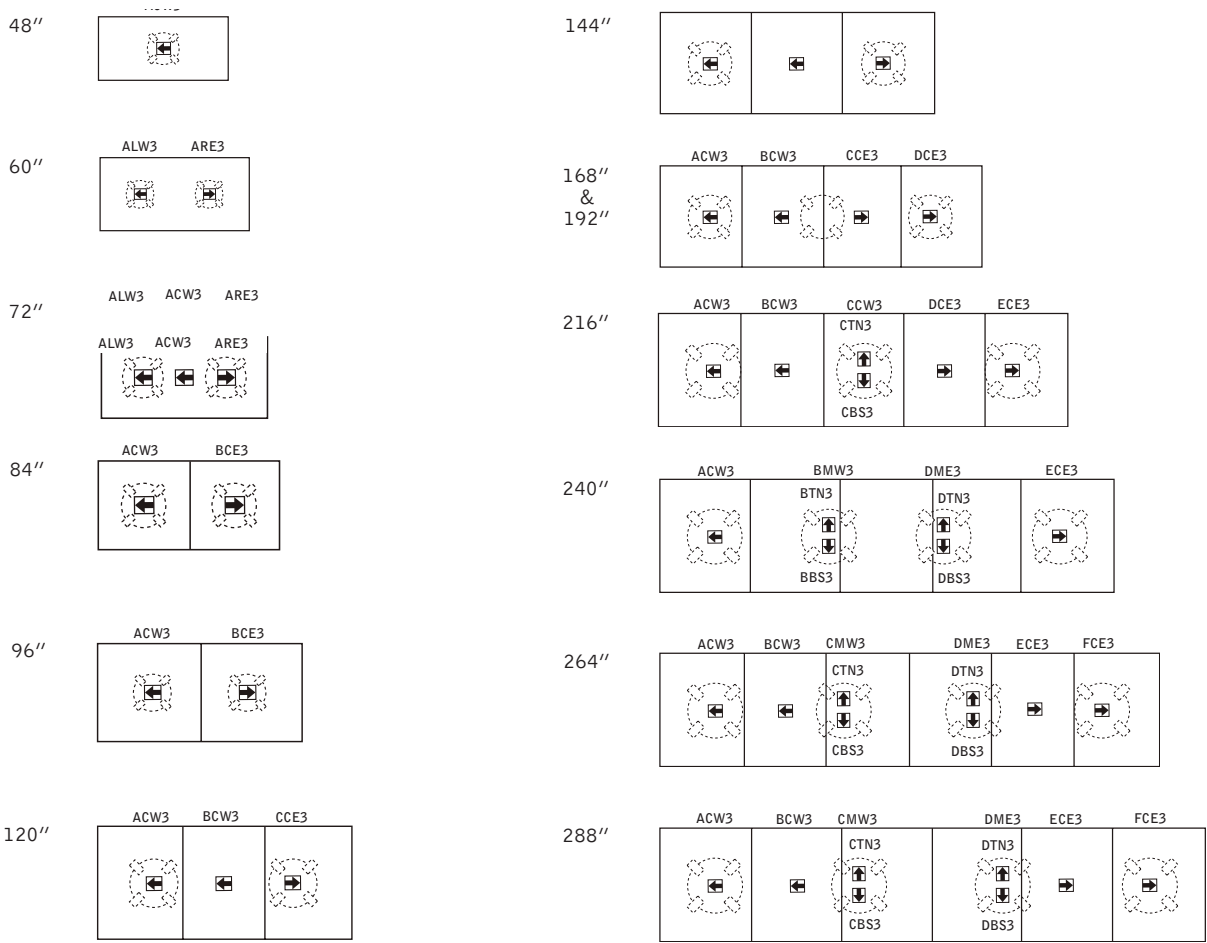 48″
60″
ALW3 ARE3
72″
ALW3 ACW3 ARE3
ALW3 ACW3 ARE3
84″
ACW3 BCE3
96″
ACW3 BCE3
120″
ACW3 BCW3 CCE3
144″
168″
&
192″
ACW3 BCW3 CCE3 DCE3
216″
ACW3 BCW3 CCW3 DCE3 ECE3
CTN3
CBS3
240″
ACW3 BMW3 DME3 ECE3
BTN3 DTN3
BBS3 DBS3
264″
ACW3 BCW3 CMW3 DME3 ECE3 FCE3
CTN3 DTN3
CBS3 DBS3
288″
ACW3 BCW3 CMW3 DME3 ECE3 FCE3
CTN3 DTN3
CBS3 DBS3